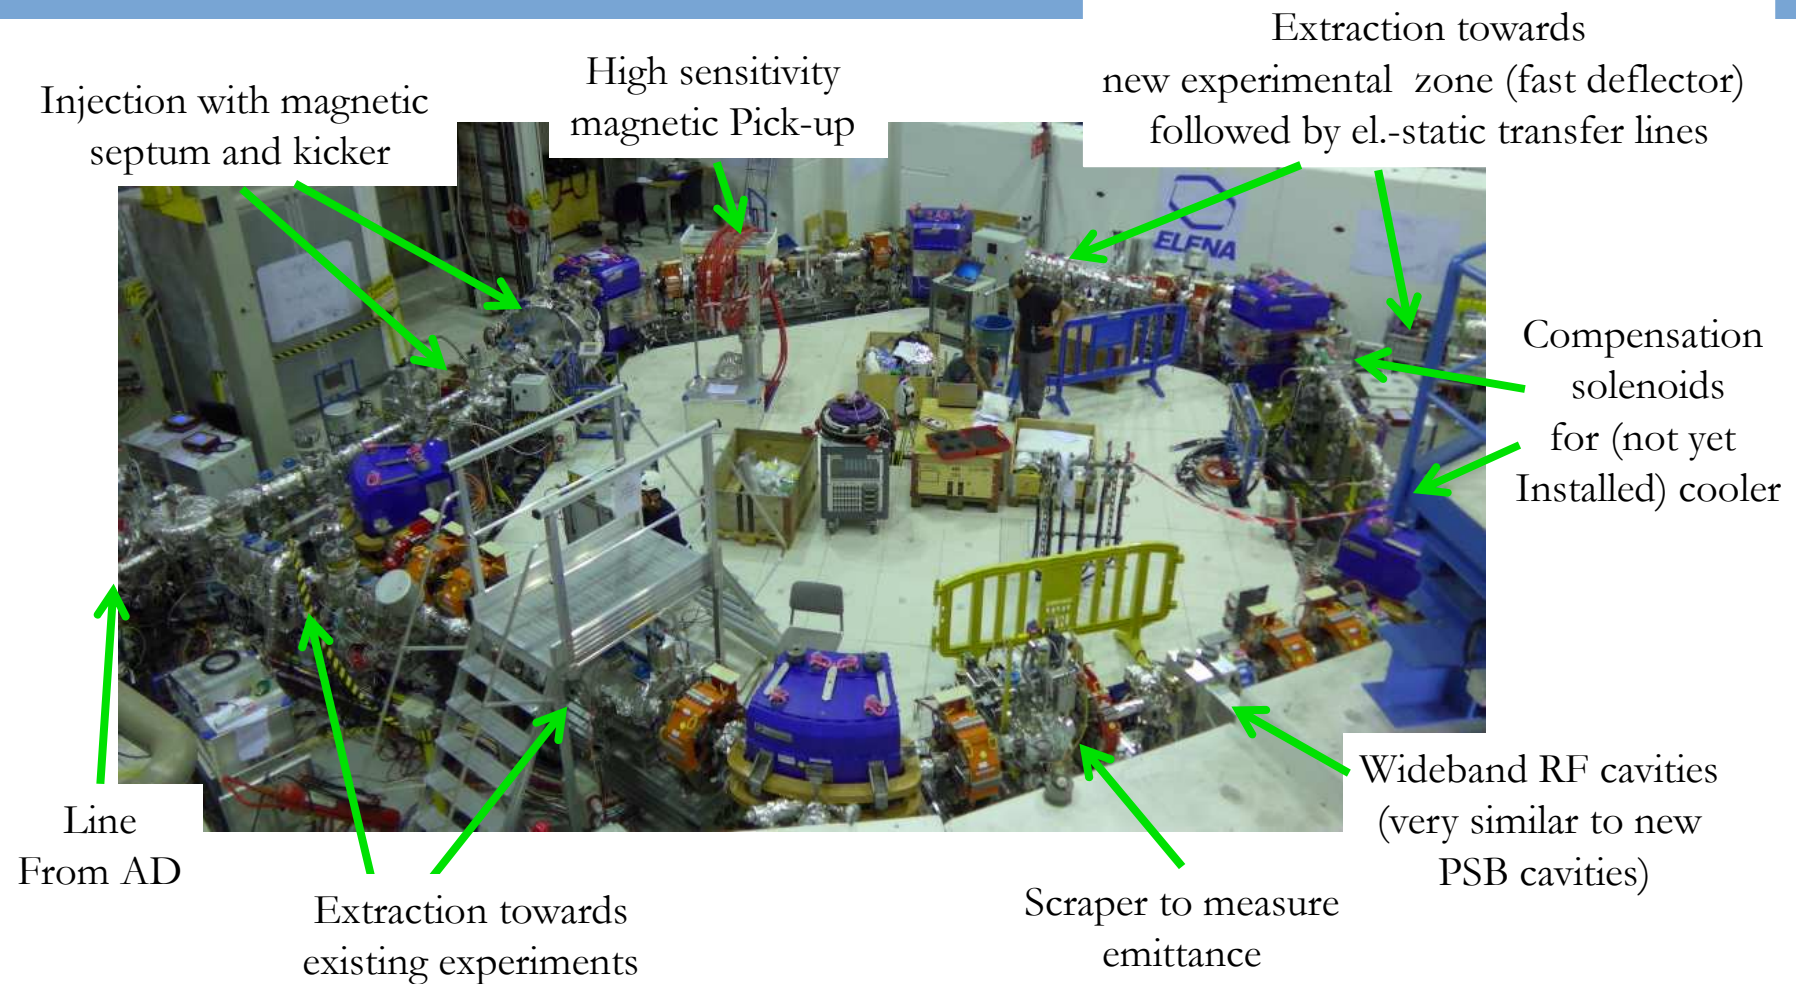 Extraction towards
new experimental zone (fast deflector)
followed by el.-static transfer lines
High sensitivity
magnetic Pick-up
Injection with magnetic
septum and kicker
ELENA
Compensation
solenoids
for (not yet
Installed) cooler
Wideband RF cavities
(very similar to new
PSB cavities)
Line
From AD
Extraction towards
existing experiments
Scraper to measure
emittance